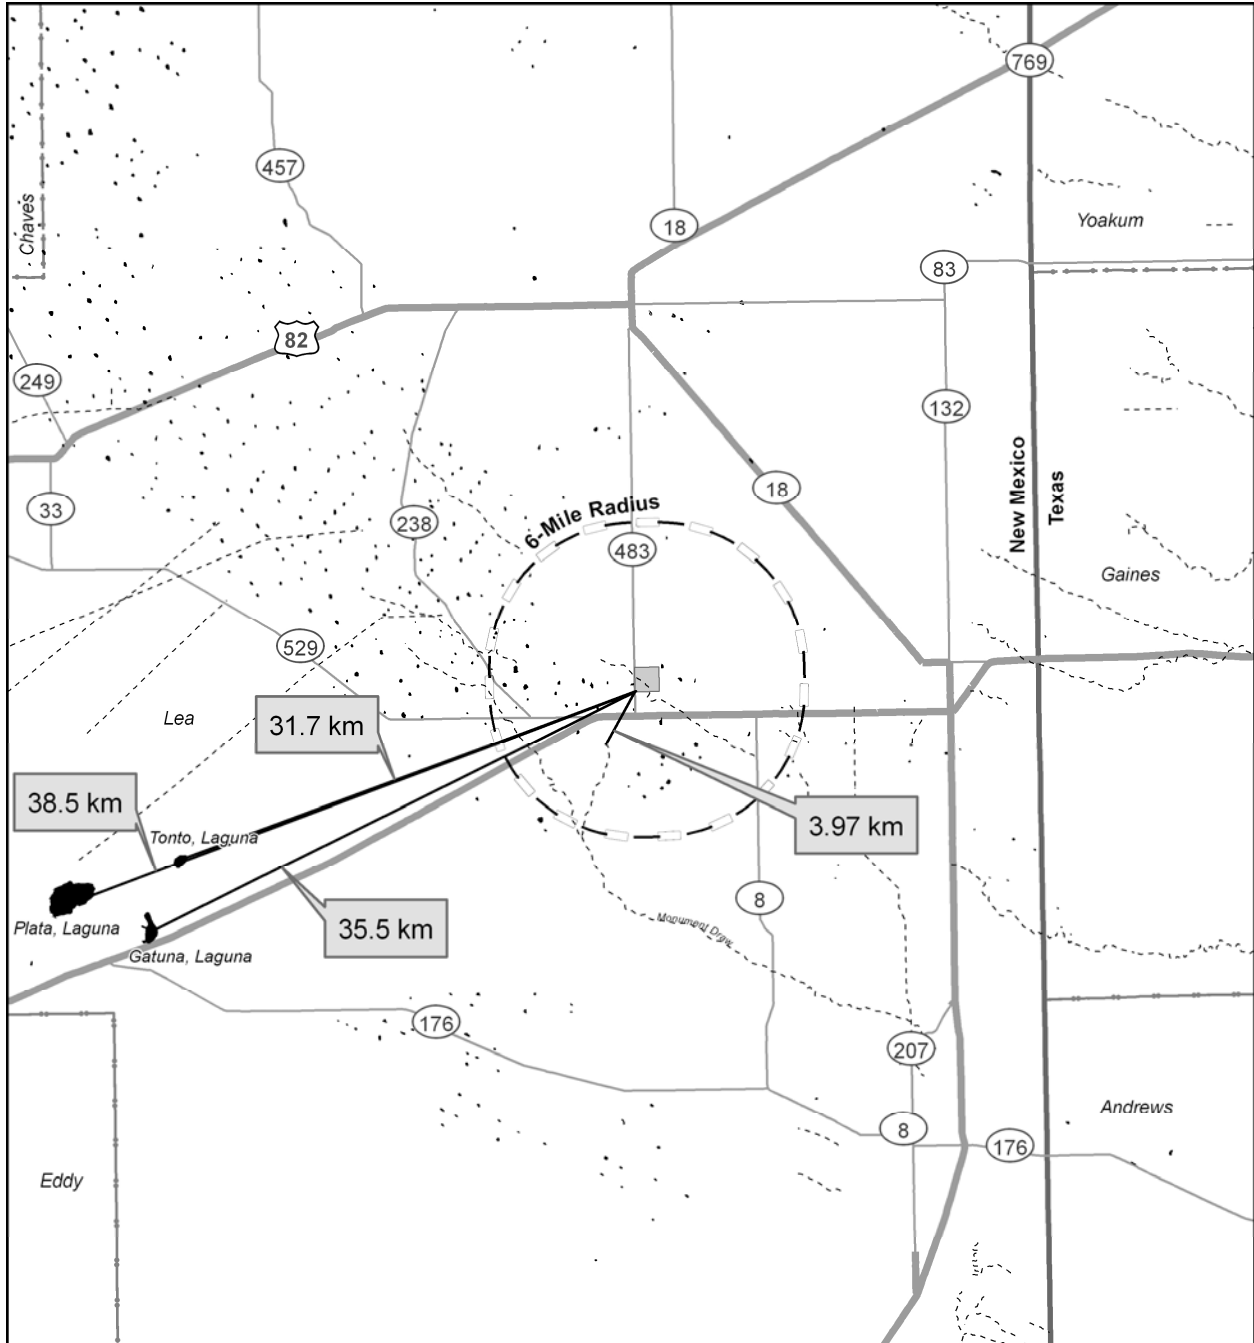 769
457
Chaves
18
Yoakum
83
82
249
132
New Mexico
Texas
18
33
238
6-Mile Radius
483
Gaines
529
Lea
31.7 km
38.5 km
3.97 km
Tonto, Laguna
8
Plata, Laguna
35.5 km
Monument Draw
Gatuna, Laguna
176
207
Andrews
8
176
Eddy